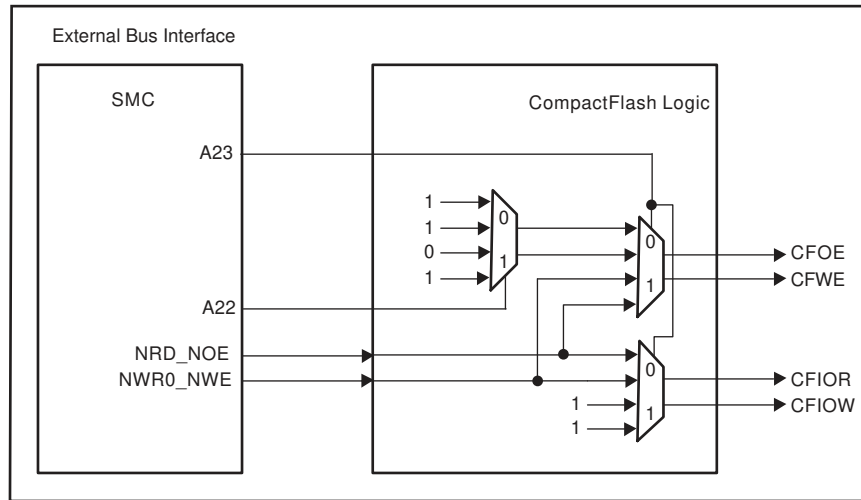 External Bus Interface
SMC
CompactFlash Logic
A23
1
1
0
1
0
1
0
1
CFOE
CFWE
A22
NRD_NOE
NWR0_NWE
0
1
1
1
CFIOR
CFIOW